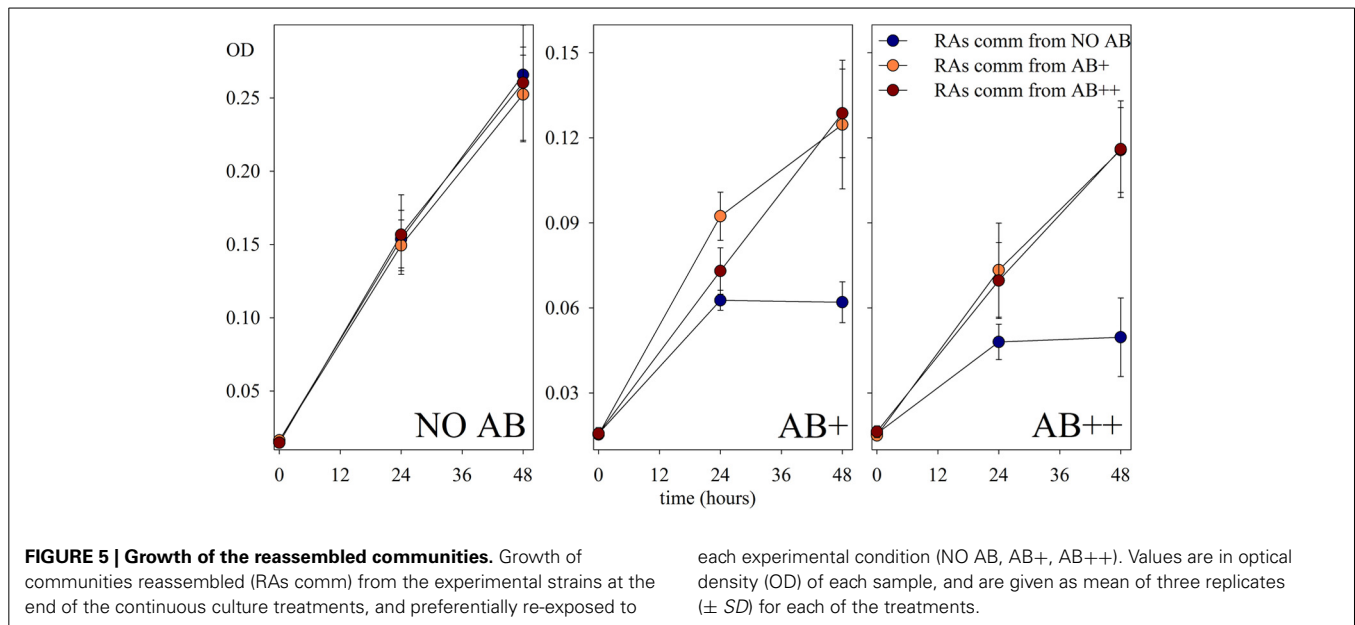 OD
0.25
0.20
0.15
0.10
0.05
NO AB
0 12 24 36 48
0.15
0.12
0.09
0.06
0.03
AB+
0 12 24 36 48
time (hours)
RAs comm from NO AB
RAs comm from AB+
RAs comm from AB++
AB++
0 12 24 36 48
FIGURE 5 | Growth of the reassembled communities. Growth of
communities reassembled (RAs comm) from the experimental strains at the
end of the continuous culture treatments, and preferentially re-exposed to
each experimental condition (NO AB, AB+, AB++). Values are in optical
density (OD) of each sample, and are given as mean of three replicates
(± SD) for each of the treatments.